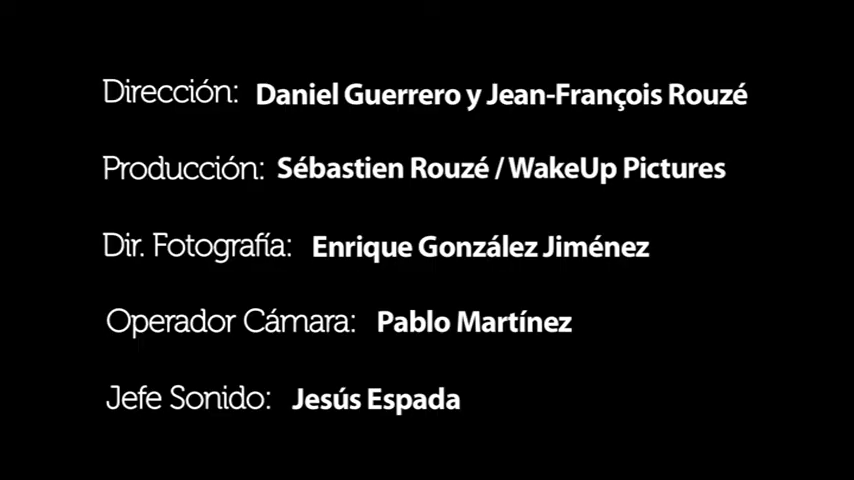 Dirección: Daniel Guerrero y Jean-François Rouzé
Producción: Sébastien Rouzé / WakeUp Pictures
Dir. Fotografía: Enrique González Jiménez
Operador Cámara: Pablo Martínez
Jefe Sonido: Jesús Espada